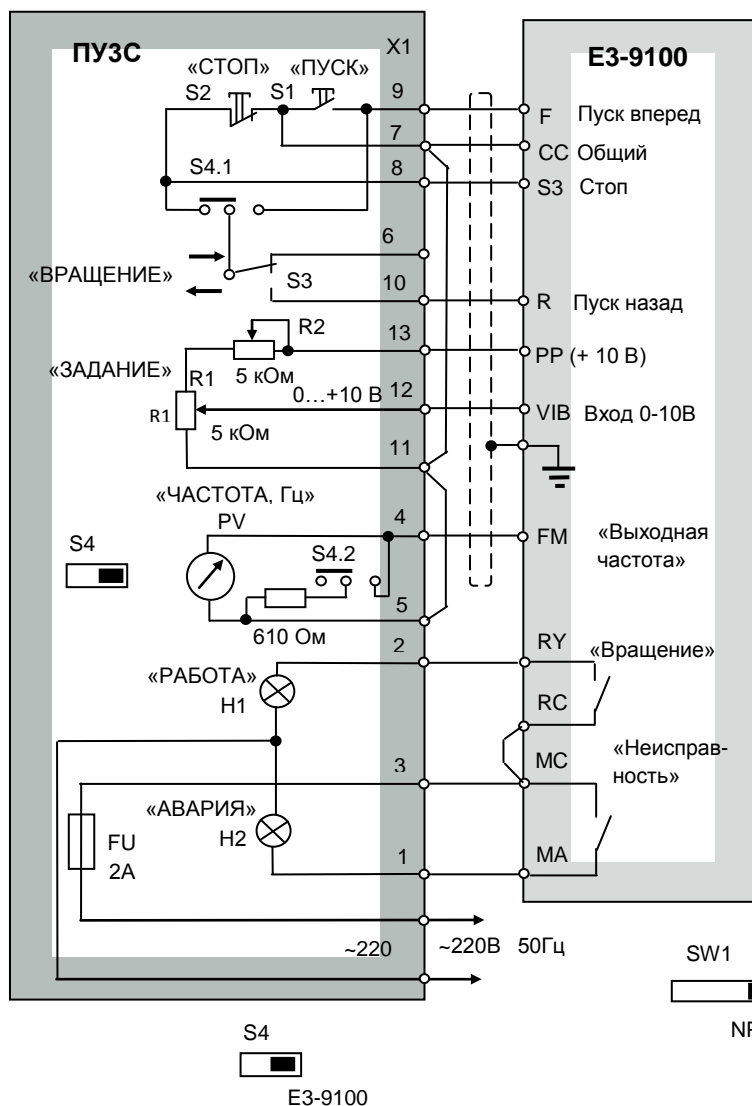 ПУ3С
X1
Е3-9100
«СТОП» «ПУСК»
S2 S1
9
F Пуск вперед
7
CC Общий
S4.1
8
S3 Стоп
6
«ВРАЩЕНИЕ»
S3
10
R Пуск назад
R2
13
PP (+ 10 В)
«ЗАДАНИЕ»
5 кОм
R1
0…+10 В
12
R1
VIB Вход 0-10В
5 кОм
11
«ЧАСТОТА, Гц»
PV
4
FM «Выходная
частота»
S4
S4.2
5
610 Ом
2
RY «Вращение»
«РАБОТА»
H1
RC
3
MC «Неисправ-
ность»
«АВАРИЯ»
FU
H2
2А
1
MA
~220 ~220В 50Гц
SW1
S4
Е3-9100